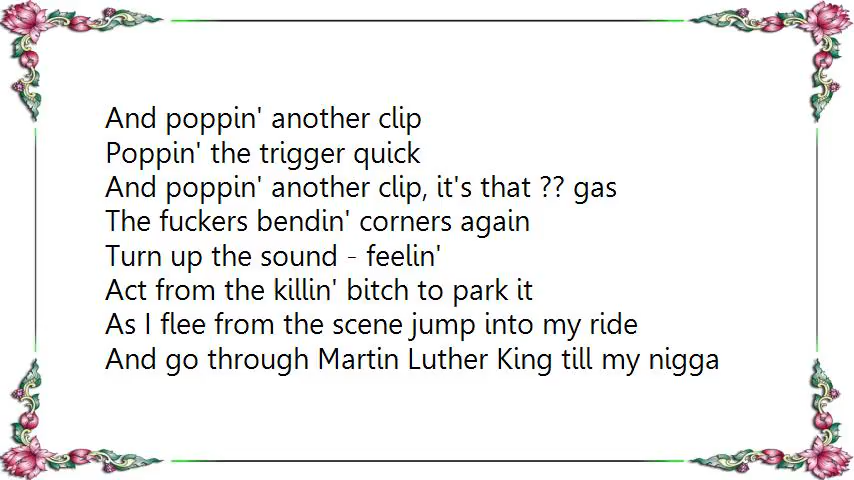 And poppin' another clip
Poppin' the trigger quick
And poppin' another clip, it's that ?? gas
The fuckers bendin' corners again
Turn up the sound - feelin'
Act from the killin' bitch to park it
As I flee from the scene jump into my ride
And go through Martin Luther King till my nigga